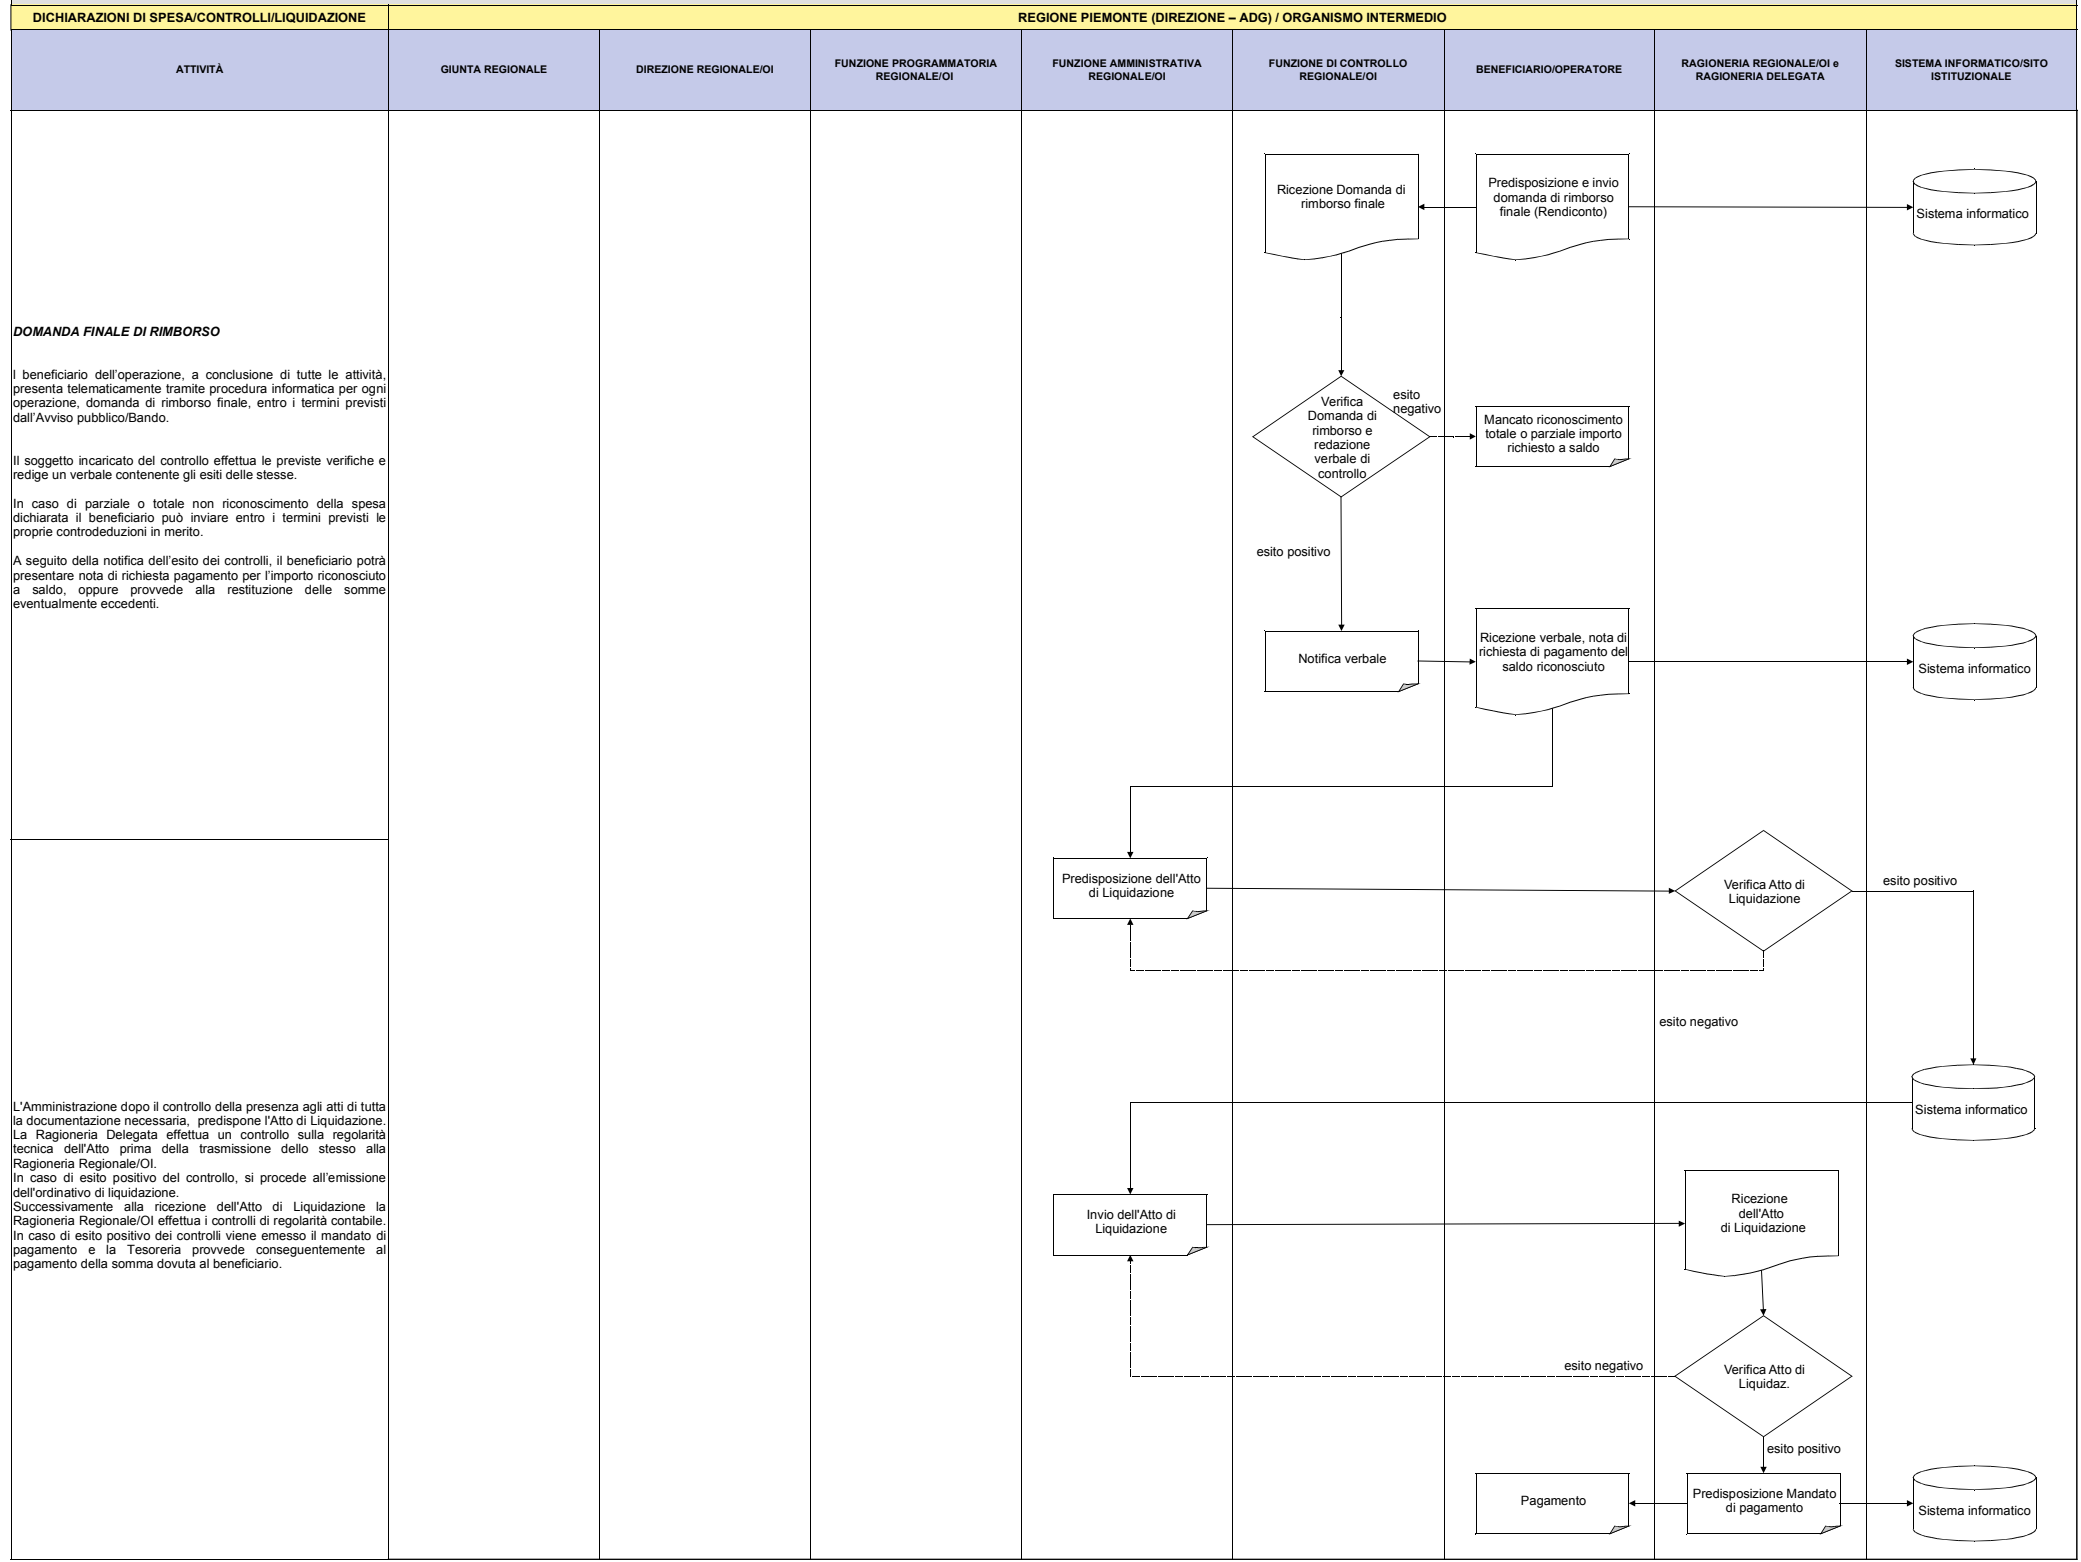 DICHIARAZIONI DI SPESA/CONTROLLI/LIQUIDAZIONE
REGIONE PIEMONTE (DIREZIONE – ADG) / ORGANISMO INTERMEDIO
ATTIVITÀ
GIUNTA REGIONALE
DIREZIONE REGIONALE/OI
FUNZIONE PROGRAMMATORIA
REGIONALE/OI
FUNZIONE AMMINISTRATIVA
REGIONALE/OI
FUNZIONE DI CONTROLLO
REGIONALE/OI
BENEFICIARIO/OPERATORE
RAGIONERIA REGIONALE/OI e
RAGIONERIA DELEGATA
SISTEMA INFORMATICO/SITO
ISTITUZIONALE
DOMANDA FINALE DI RIMBORSO
I beneficiario dell'operazione, a conclusione di tutte le attività,
presenta telematicamente tramite procedura informatica per ogni
operazione, domanda di rimborso finale, entro i termini previsti
dall'Avviso pubblico/Bando.
Il soggetto incaricato del controllo effettua le previste verifiche e
redige un verbale contenente gli esiti delle stesse.
In caso di parziale o totale non riconoscimento della spesa
dichiarata il beneficiario può inviare entro i termini previsti le
proprie controdeduzioni in merito.
A seguito della notifica dell'esito dei controlli, il beneficiario potrà
presentare nota di richiesta pagamento per l'importo riconosciuto
a saldo, oppure provvede alla restituzione delle somme
eventualmente eccedenti.
Ricezione Domanda di
rimborso finale
Predisposizione e invio
domanda di rimborso
finale (Rendiconto)
Sistema informatico
Verifica
Domanda di
rimborso e
redazione
verbale di
controllo
esito
negativo
Mancato riconoscimento
totale o parziale importo
richiesto a saldo
esito positivo
Notifica verbale
Ricezione verbale, nota di
richiesta di pagamento del
saldo riconosciuto
Sistema informatico
L'Amministrazione dopo il controllo della presenza agli atti di tutta
la documentazione necessaria, predispone l'Atto di Liquidazione.
La Ragioneria Delegata effettua un controllo sulla regolarità
tecnica dell'Atto prima della trasmissione dello stesso alla
Ragioneria Regionale/OI.
In caso di esito positivo del controllo, si procede all'emissione
dell'ordinativo di liquidazione.
Successivamente alla ricezione dell'Atto di Liquidazione la
Ragioneria Regionale/OI effettua i controlli di regolarità contabile.
In caso di esito positivo dei controlli viene emesso il mandato di
pagamento e la Tesoreria provvede conseguentemente al
pagamento della somma dovuta al beneficiario.
Predisposizione dell'Atto
di Liquidazione
Verifica Atto di
Liquidazione
esito positivo
esito negativo
Sistema informatico
Invio dell'Atto di
Liquidazione
Ricezione
dell'Atto
di Liquidazione
esito negativo
Verifica Atto di
Liquidaz.
esito positivo
Pagamento
Predisposizione Mandato
di pagamento
Sistema informatico